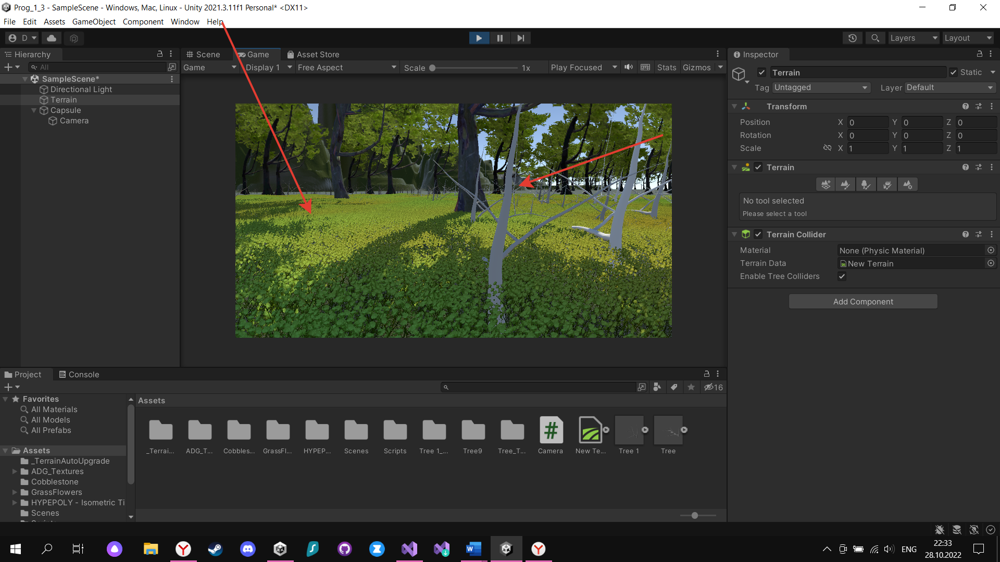 Prog_1_3 - SampleScene - Windows, Mac, Linux - Unity 2021.3.11f1 Personal* <DX11>
File Edit Assets GameObject Component Window Help
D Layers Layout
Hierarchy
All
SampleScene*
Directional Light
Terrain
Capsule
Camera
Scene Game Asset Store
Game Display 1 Free Aspect Scale 1x Play Focused Stats Gizmos
Inspector
Terrain Static
Tag Untagged Layer Default
Transform
Position X 0 Y 0 Z 0
Rotation X 0 Y 0 Z 0
Scale X 1 Y 1 Z 1
Terrain
No tool selected
Please select a tool
Terrain Collider
Material None (Physic Material)
Terrain Data New Terrain
Enable Tree Colliders
Add Component
Project Console
16
Favorites
All Materials
All Models
All Prefabs
Assets
_TerrainAutoUpgrade
ADG_Textures
Cobblestone
GrassFlowers
HYPEPOLY - Isometric Ti
Scenes
Assets
_Terrai... ADG_T... Cobbles... GrassFl... HYPEP... Scenes Scripts Tree 1_... Tree9 Tree_T... Camera New Te... Tree 1 Tree
ENG
22:33
28.10.2022